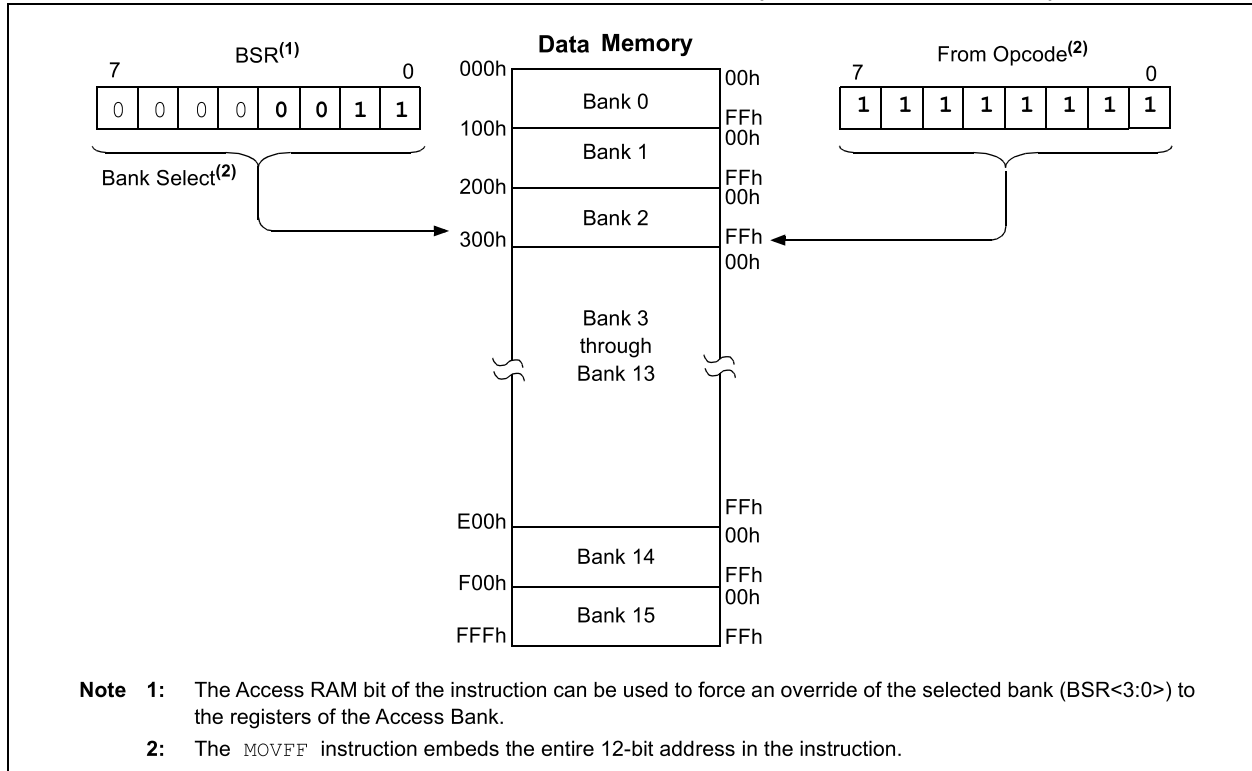 Data Memory
BSR(1)
7 0
0 0 0 0 0 0 1 1
Bank Select(2)
From Opcode(2)
7 0
1 1 1 1 1 1 1 1
000h 00h
Bank 0
FFh
100h 00h
Bank 1
FFh
200h 00h
Bank 2
FFh
300h 00h
Bank 3
through
Bank 13
FFh
E00h 00h
Bank 14
FFh
F00h 00h
Bank 15
FFFh FFh
Note 1: The Access RAM bit of the instruction can be used to force an override of the selected bank (BSR<3:0>) to
the registers of the Access Bank.
2: The MOVFF instruction embeds the entire 12-bit address in the instruction.